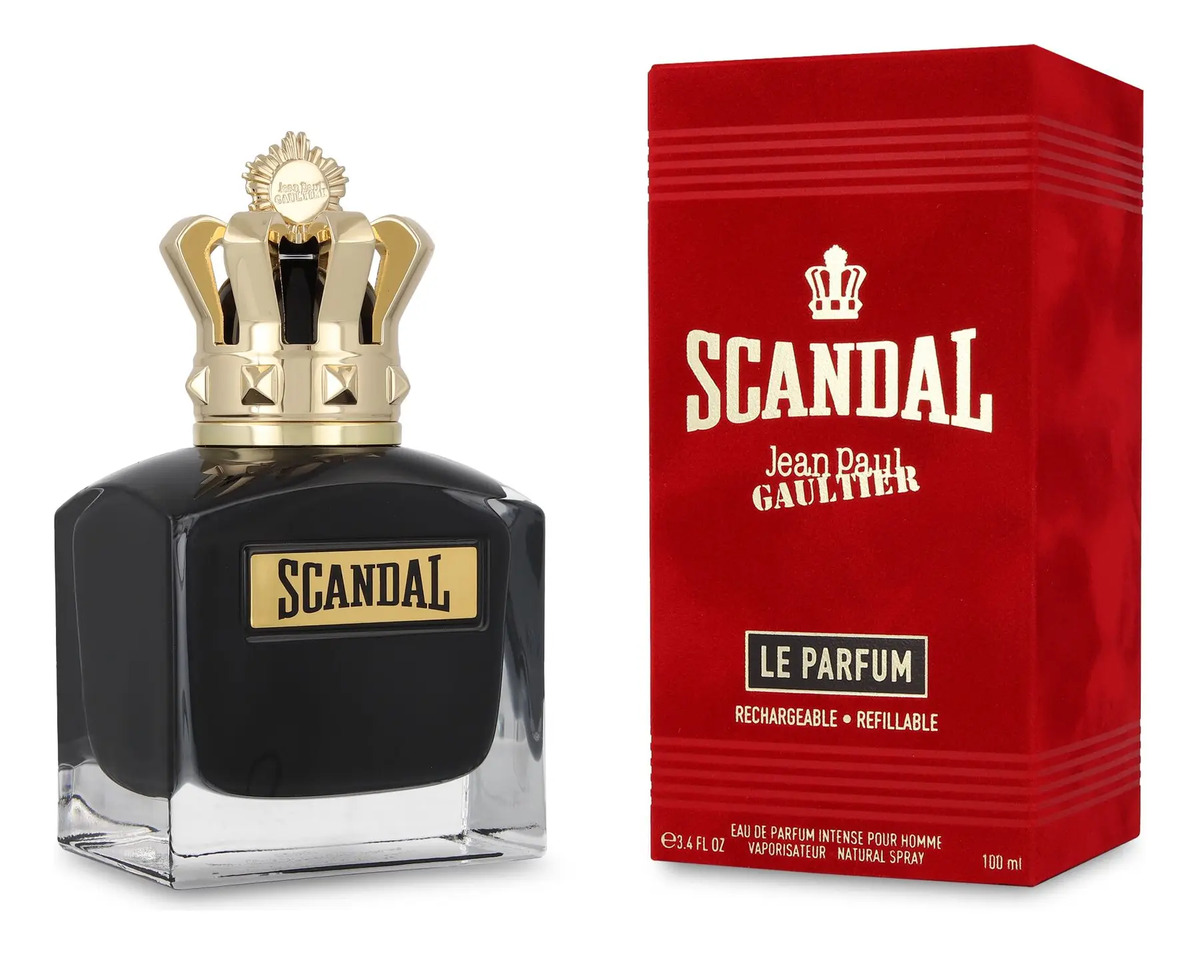 Jean Paul
GAULTIER
SCANDAL
SCANDAL
Jean Paul
GAULTIER
LE PARFUM
RECHARGEABLE • REFILLABLE
℮3.4 FL OZ
EAU DE PARFUM INTENSE POUR HOMME
VAPORISATEUR NATURAL SPRAY
100 ml